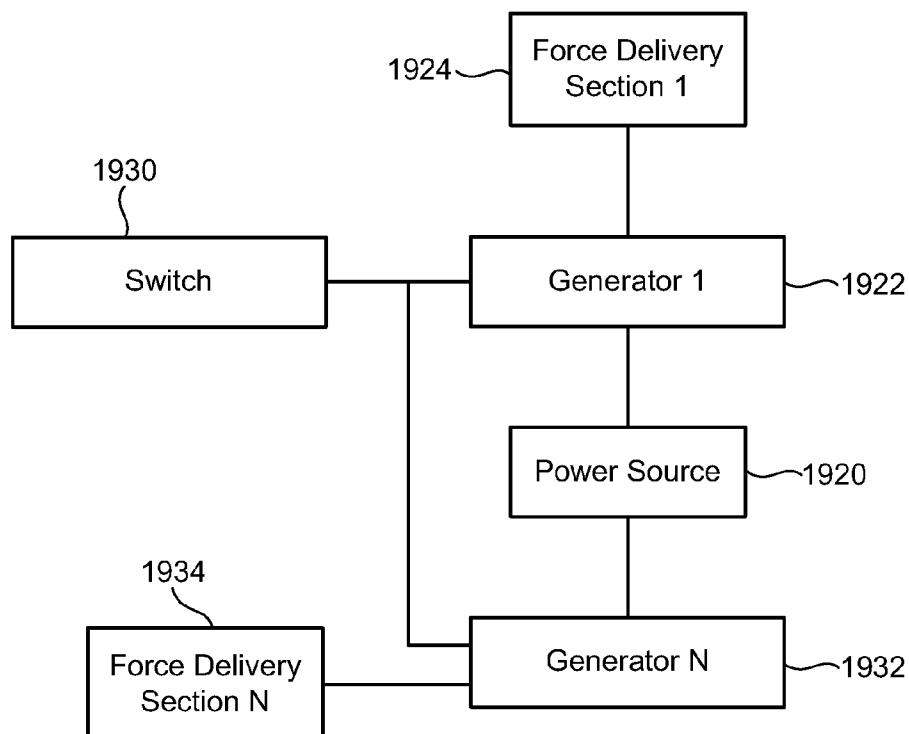 1924
Force Delivery
Section 1
1930
Switch
Generator 1
1922
Power Source
1920
1934
Force Delivery
Section N
Generator N
1932